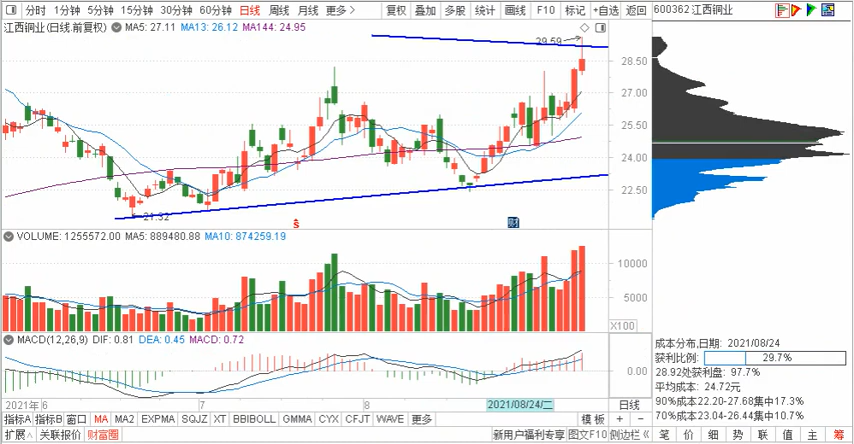 分时 1分钟 5分钟 15分钟 30分钟 60分钟 日线 周线 月线 更多> 复权 叠加 多股 统计 画线 F10 标记 +自选 返回 600362 江西铜业
江西铜业(日线.前复权) MA5: 27.11 MA13: 26.12 MA144: 24.95
29.59
28.50
27.00
25.50
24.00
22.50
21.32
S 财
VOLUME: 1255572.00 MA5: 889480.88 MA10: 874259.19
10000
5000
X100
MACD(12,26,9) DIF: 0.81 DEA: 0.45 MACD: 0.72
0.00
2021年 6 7 8 2021/08/24/二 日线
指标A 指标B 窗口 MA MA2 EXPMA SQJZ XT BBIBOLL GMMA CYX CFJT WAVE 更多 模板 + -
扩展∧ 关联报价 财富圈 新用户福利专享 图文F10 侧边栏《
成本分布,日期: 2021/08/24
获利比例: 29.7%
28.92处获利盘: 97.7%
平均成本: 24.72元
90%成本22.20-27.68集中17.3%
70%成本23.04-26.44集中10.7%
笔 价 细 势 联 值 主 筹